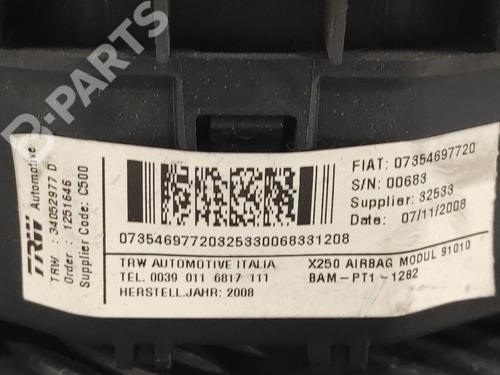 TRW Automotive
TRW : 34052977 D
Order : 1251646
Supplier Code: C500
FIAT: 07354697720
S/N: 00683
Supplier: 32533
Date: 07/11/2008
07354697720325330068331208
TRW AUTOMOTIVE ITALIA
TEL. 0039 011 6817 111
HERSTELL.JAHR: 2008
X250 AIRBAG MODUL 91010
BAM-PT1-1282
B-PARTS